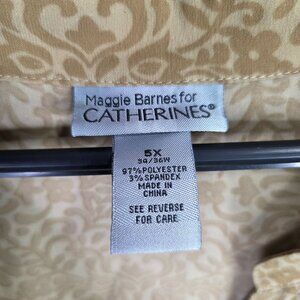 Maggie Barnes for
CATHERINES®
5X
34/36W
97% POLYESTER
3% SPANDEX
MADE IN
CHINA
SEE REVERSE
FOR CARE